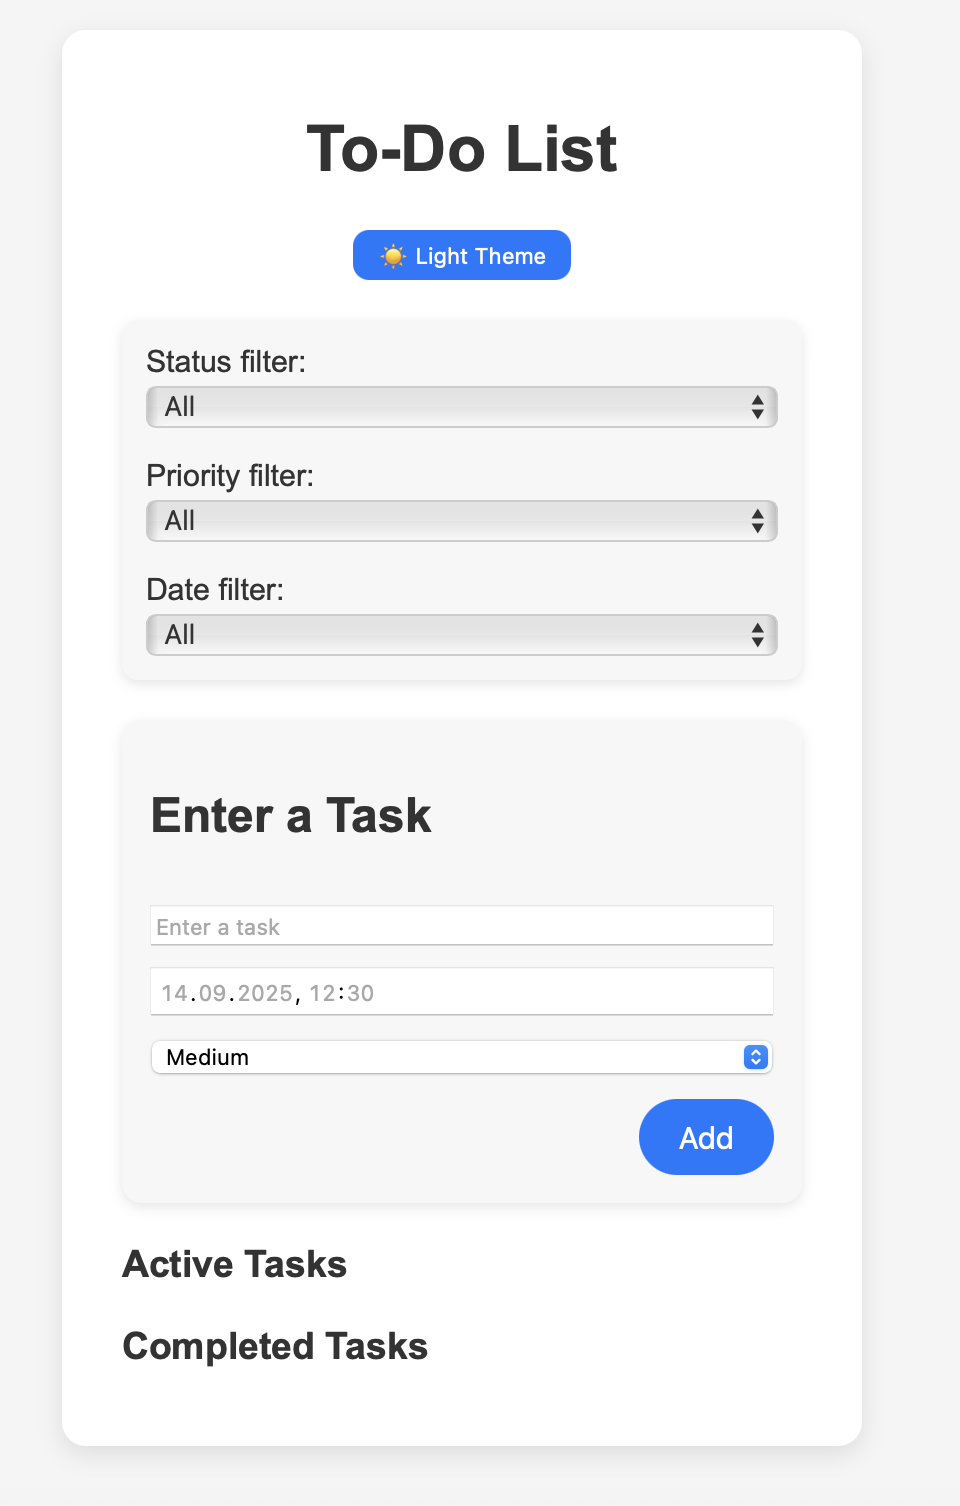 To-Do List
☀️ Light Theme
Status filter:
All
Priority filter:
All
Date filter:
All
Enter a Task
Enter a task
14.09.2025, 12:30
Medium
Add
Active Tasks
Completed Tasks